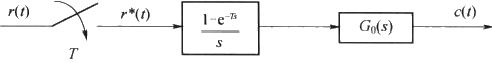 r(t)
T
r*(t)
1-e^{-Ts}
s
G₀(s)
c(t)